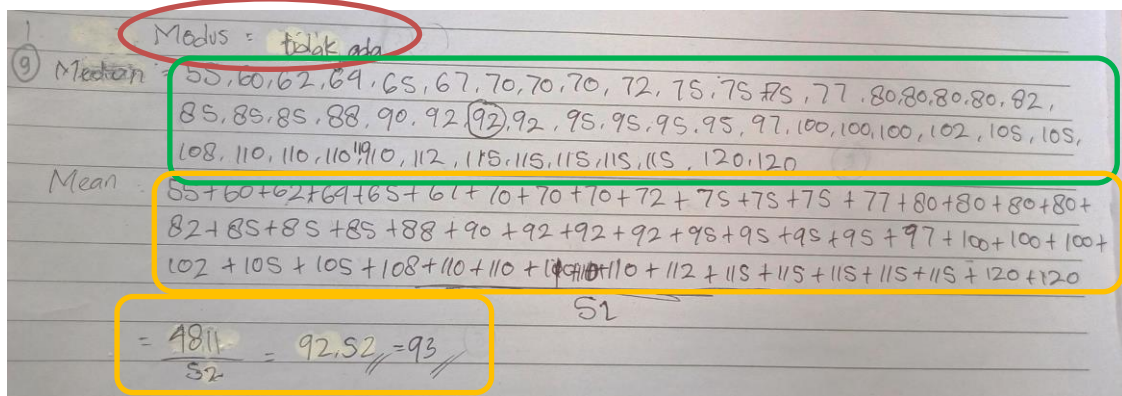 Modus = tidak ada
9 Median = 55, 60, 62, 64, 65, 67, 70, 70, 70, 72, 75, 75, 75, 77, 80, 80, 80, 80, 82,
85, 85, 85, 88, 90, 92, 92, 92, 95, 95, 95, 95, 97, 100, 100, 100, 102, 105, 105,
108, 110, 110, 110, 110, 112, 115, 115, 115, 115, 115, 120, 120
Mean : 55+60+62+64+65+67+70+70+70+72+75+75+75+77+80+80+80+80+
82+85+85+85+88+90+92+92+92+95+95+95+95+97+100+100+100+
102+105+105+108+110+110+110+110+112+115+115+115+115+115+120+120
52
= 4811
52
= 92,52 = 93